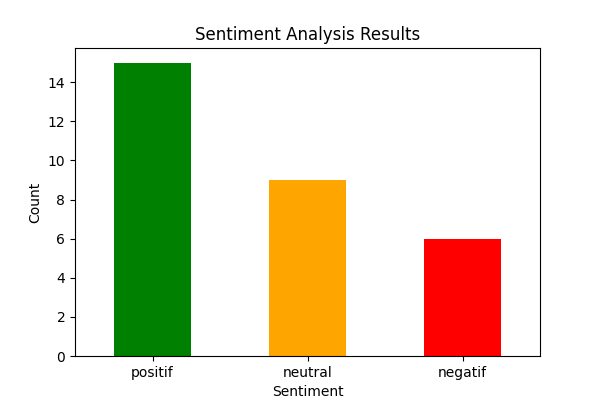 Sentiment Analysis Results
Count
14
12
10
8
6
4
2
0
positif neutral negatif
Sentiment